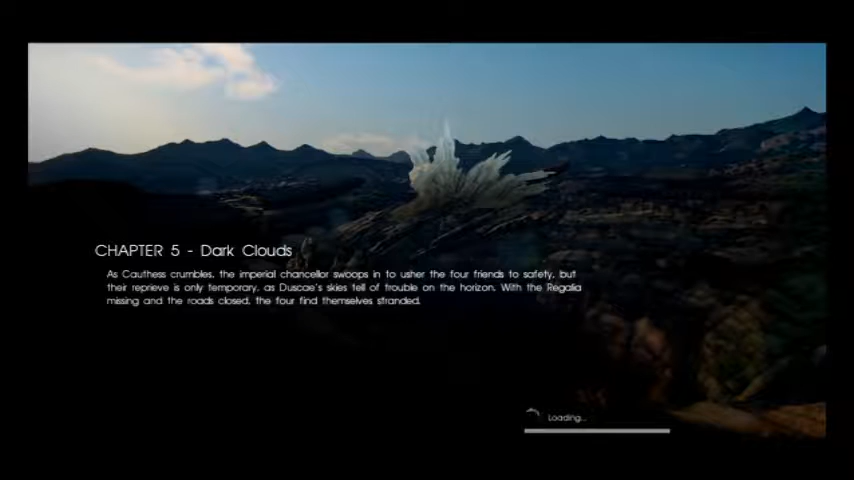 CHAPTER 5 - Dark Clouds
As Cauthess crumbles, the imperial chancellor swoops in to usher the four friends to safety, but
their reprieve is only temporary, as Duscae's skies tell of trouble on the horizon. With the Regalia
missing and the roads closed, the four find themselves stranded.
Loading...